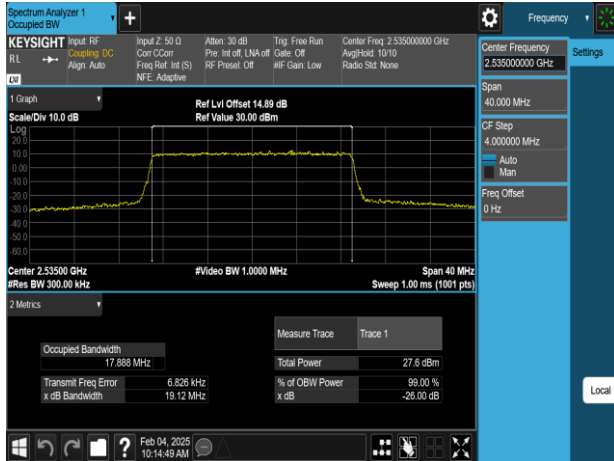 Spectrum Analyzer 1
Occupied BW
+
Frequency
KEYSIGHT
RL
Input: RF
Coupling: DC
Align: Auto
Input Z: 50 Ω
Corr CCorr
Freq Ref: Int (S)
NFE: Adaptive
Atten: 30 dB
Pre: Int off, LNA off
RF Preset: Off
Trig: Free Run
Gate: Off
#IF Gain: Low
Center Freq: 2.535000000 GHz
Avg|Hold: 10/10
Radio Std: None
LXI
Center Frequency
2.535000000 GHz
Settings
Span
40.000 MHz
CF Step
4.000000 MHz
Auto
Man
Freq Offset
0 Hz
Local
1 Graph
Scale/Div 10.0 dB
Ref Lvl Offset 14.89 dB
Ref Value 30.00 dBm
Log
20.0
10.0
0.00
-10.0
-20.0
-30.0
-40.0
-50.0
-60.0
Center 2.53500 GHz
#Video BW 1.0000 MHz
Span 40 MHz
#Res BW 300.00 kHz
Sweep 1.00 ms (1001 pts)
2 Metrics
Measure Trace Trace 1
Occupied Bandwidth
17.888 MHz
Total Power 27.6 dBm
Transmit Freq Error 6.826 kHz
% of OBW Power 99.00 %
x dB Bandwidth 19.12 MHz
x dB -26.00 dB
?
Feb 04, 2025
10:14:49 AM